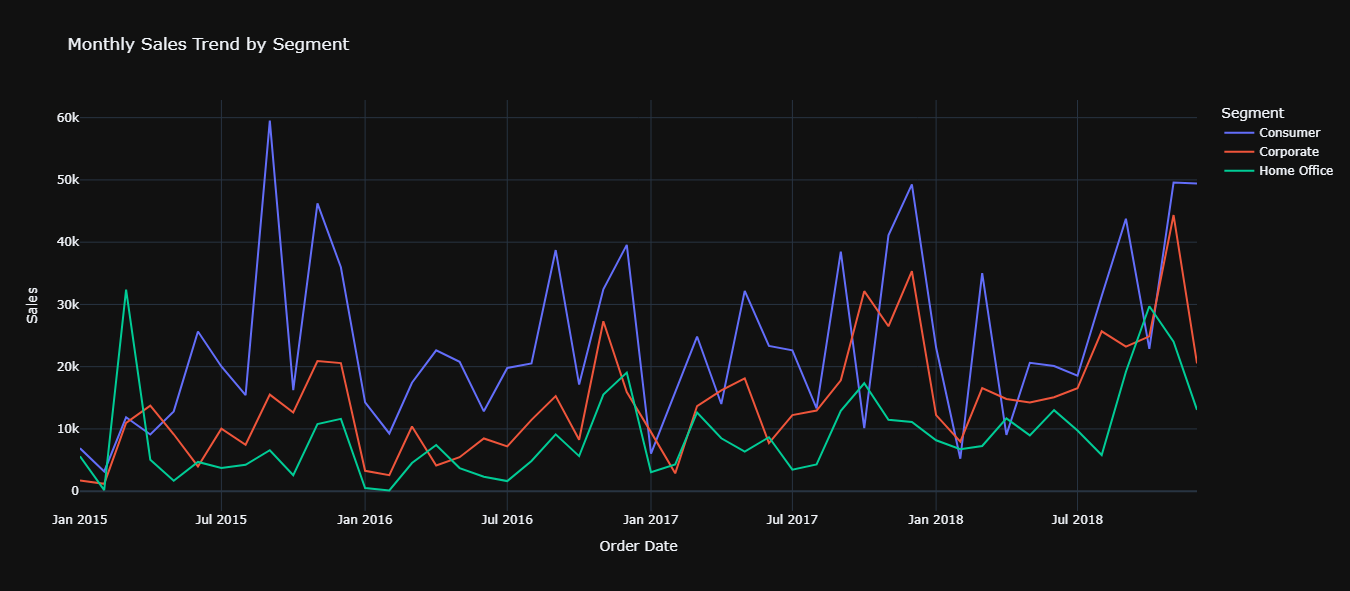 Monthly Sales Trend by Segment
Segment
Consumer
Corporate
Home Office
60k
50k
40k
30k
20k
10k
0
Sales
Jan 2015 Jul 2015 Jan 2016 Jul 2016 Jan 2017 Jul 2017 Jan 2018 Jul 2018
Order Date